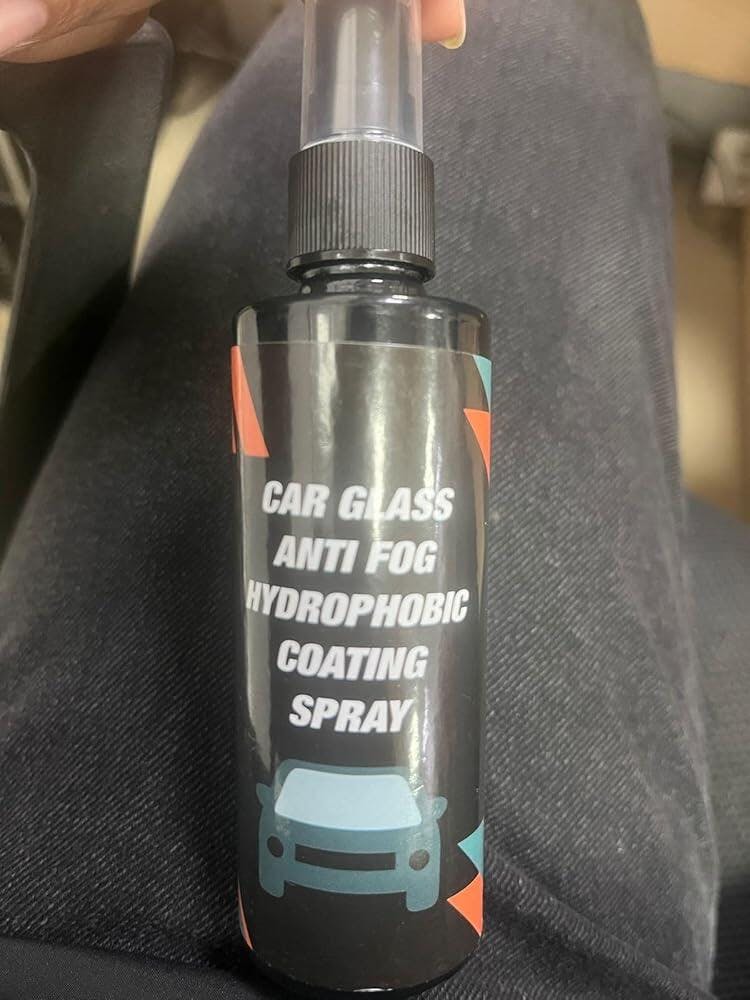 CAR GLASS
ANTI FOG
HYDROPHOBIC
COATING
SPRAY